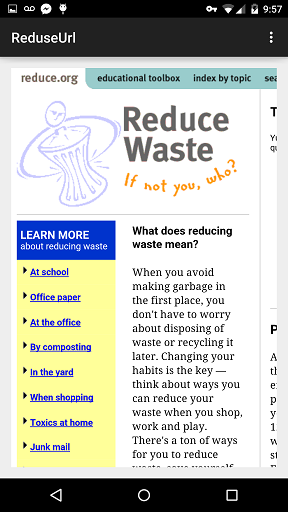 9:57
ReduseUrl
reduce.org educational toolbox index by topic sea
Reduce
Waste
If not you, who?
LEARN MORE
about reducing waste
At school
Office paper
At the office
By composting
In the yard
When shopping
Toxics at home
Junk mail
What does reducing
waste mean?
When you avoid
making garbage in
the first place, you
don't have to worry
about disposing of
waste or recycling it
later. Changing your
habits is the key —
think about ways you
can reduce your
waste when you shop,
work and play.
There's a ton of ways
for you to reduce
waste, save yourself